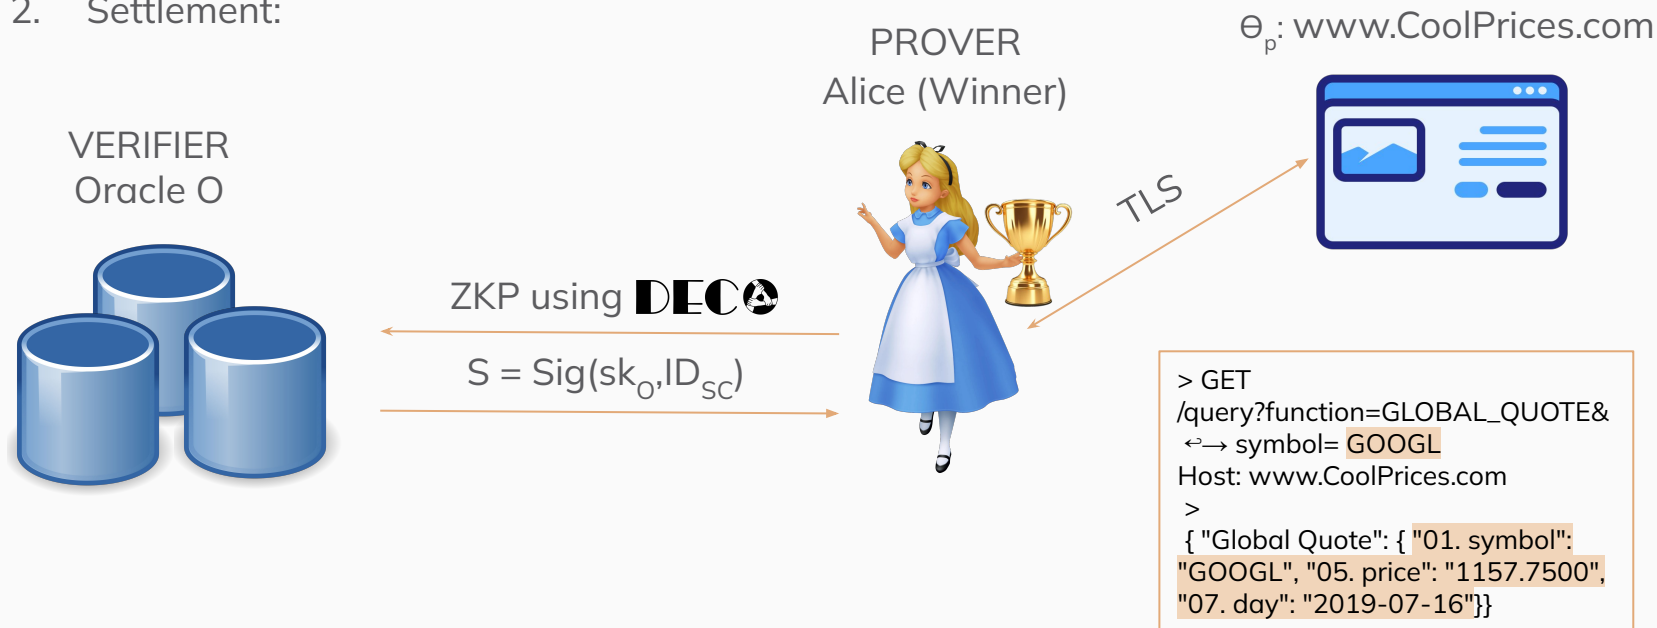 2. Settlement:
ϴp: www.CoolPrices.com
PROVER
Alice (Winner)
VERIFIER
Oracle O
TLS
ZKP using DECO
S = Sig(skO,IDSC)
> GET
/query?function=GLOBAL_QUOTE&
↩→ symbol= GOOGL
Host: www.CoolPrices.com
>
{ "Global Quote": { "01. symbol":
"GOOGL", "05. price": "1157.7500",
"07. day": "2019-07-16"}}